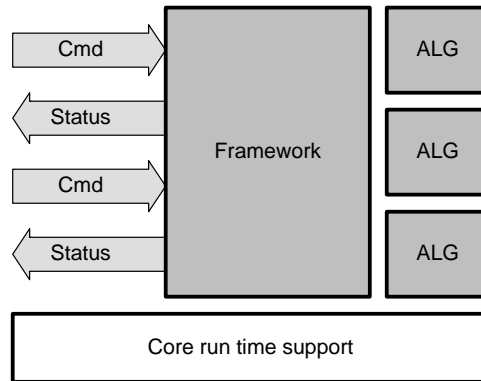 Cmd
ALG
Status
Framework
ALG
Cmd
Status
ALG
Core run time support